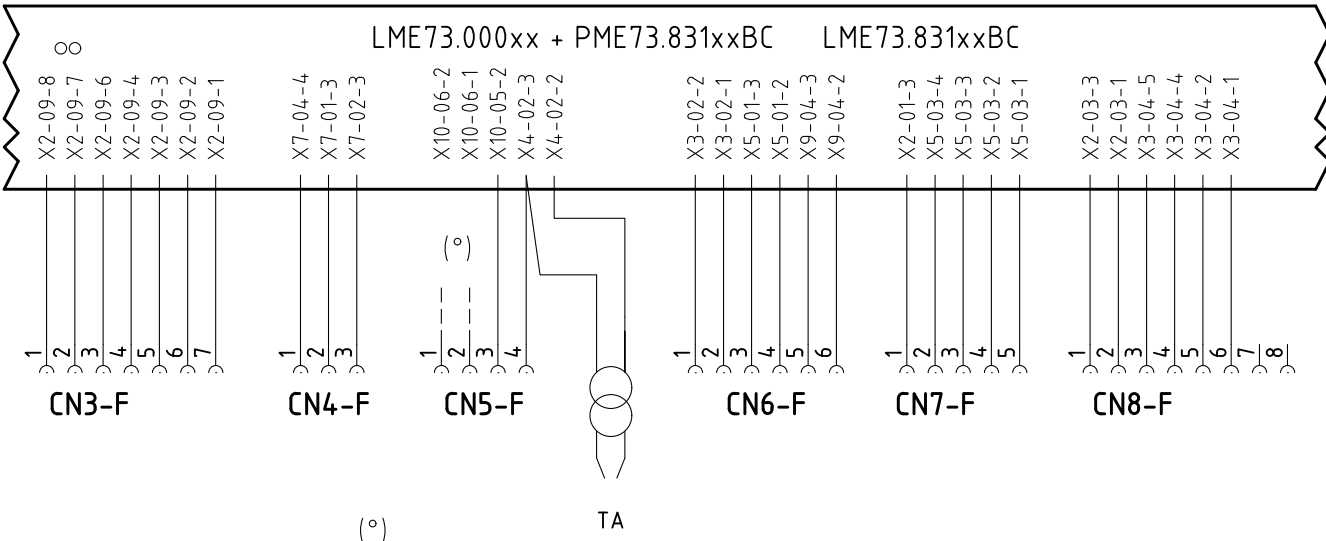 LME73.000xx + PME73.831xxBC LME73.831xxBC
°°
X2-09-8
X2-09-7
X2-09-6
X2-09-4
X2-09-3
X2-09-2
X2-09-1
X7-04-4
X7-01-3
X7-02-3
X10-06-2
X10-06-1
X10-05-2
X4-02-3
X4-02-2
X3-02-2
X3-02-1
X5-01-3
X5-01-2
X9-04-3
X9-04-2
X2-01-3
X5-03-4
X5-03-3
X5-03-2
X5-03-1
X2-03-3
X2-03-1
X3-04-5
X3-04-4
X3-04-2
X3-04-1
(°)
1 2 3 4 5 6 7
1 2 3
1 2 3 4
1 2 3 4 5 6
1 2 3 4 5
1 2 3 4 5 6 7 8
CN3-F CN4-F CN5-F CN6-F CN7-F CN8-F
TA
(°)